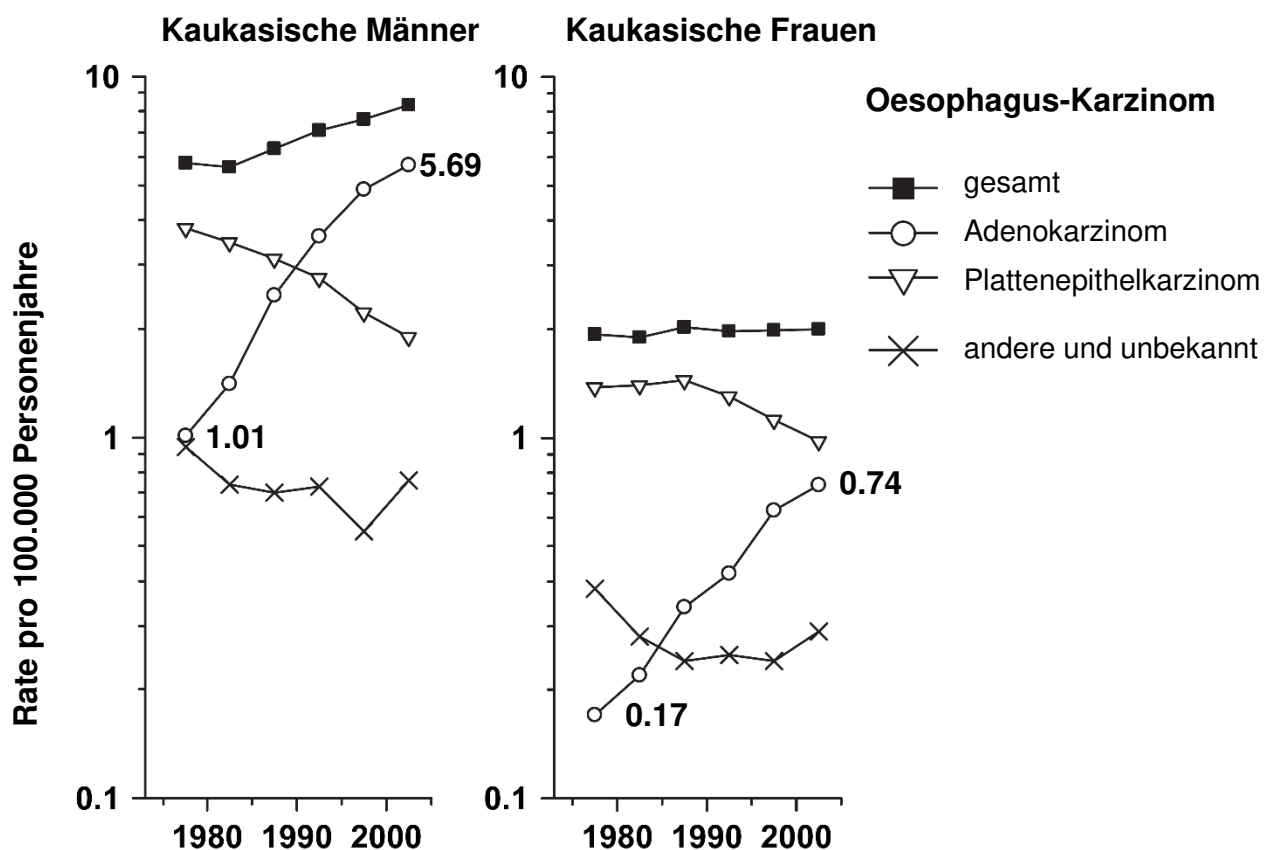 Kaukasische Männer
Kaukasische Frauen
Rate pro 100.000 Personenjahre
10
1
0.1
5.69
1.01
1980 1990 2000
10
1
0.1
0.74
0.17
1980 1990 2000
Oesophagus-Karzinom
gesamt
Adenokarzinom
Plattenepithelkarzinom
andere und unbekannt